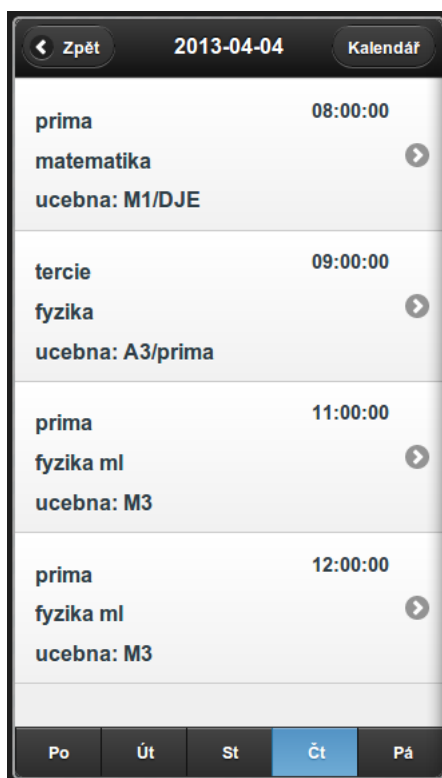 Zpět 2013-04-04 Kalendář
prima 08:00:00
matematika
ucebna: M1/DJE
tercie 09:00:00
fyzika
ucebna: A3/prima
prima 11:00:00
fyzika ml
ucebna: M3
prima 12:00:00
fyzika ml
ucebna: M3
Po Út St Čt Pá